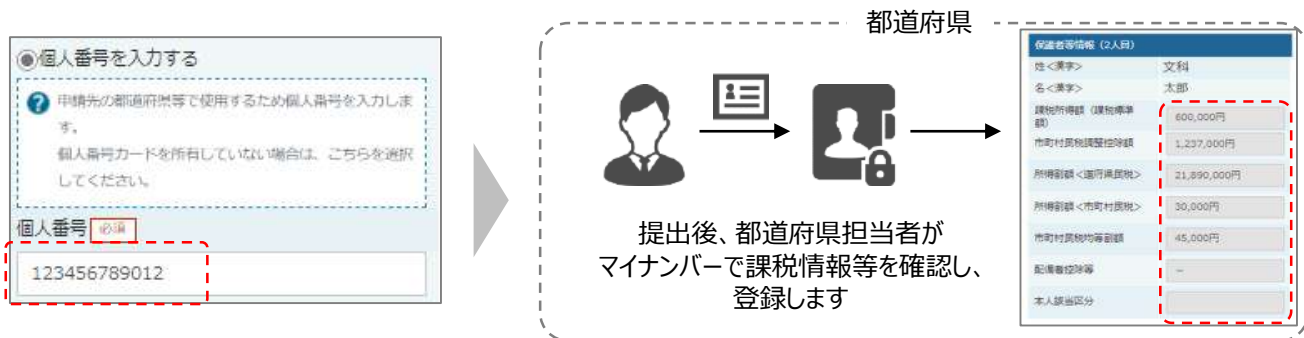 個人番号を入力する
申請先の都道府県等で使用するため個人番号を入力しま
す。
個人番号カードを所有していない場合は、こちらを選択
してください。
個人番号 必須
123456789012
都道府県
提出後、都道府県担当者が
マイナンバーで課税情報等を確認し、
登録します
保護者等情報（2人目）
姓<漢字> 文科
名<漢字> 太郎
課税所得額（課税標準
額） 600,000円
市町村民税調整控除額 1,237,000円
所得割額<道府県民税> 21,890,000円
所得割額<市町村民税> 30,000円
市町村民税均等割額 45,000円
配偶者控除等 －
本人該当区分